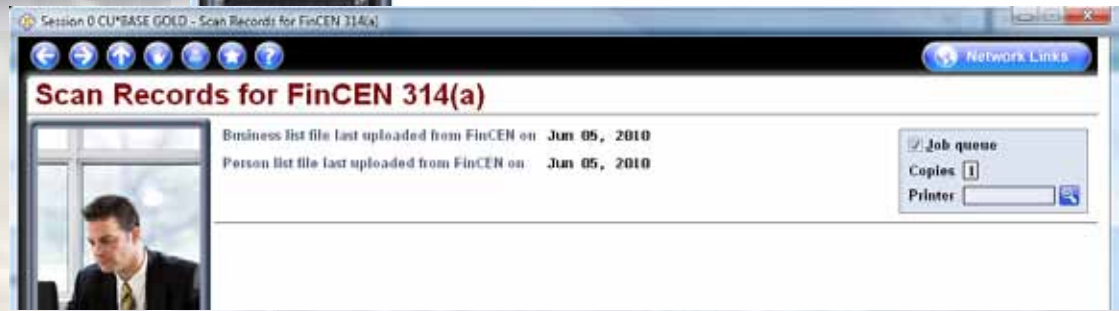 Session 0 CU*BASE GOLD - Scan Records for FinCEN 314(a)
Network Links
Scan Records for FinCEN 314(a)
Business list file last uploaded from FinCEN on Jun 05, 2010
Person list file last uploaded from FinCEN on Jun 05, 2010
Job queue
Copies 1
Printer